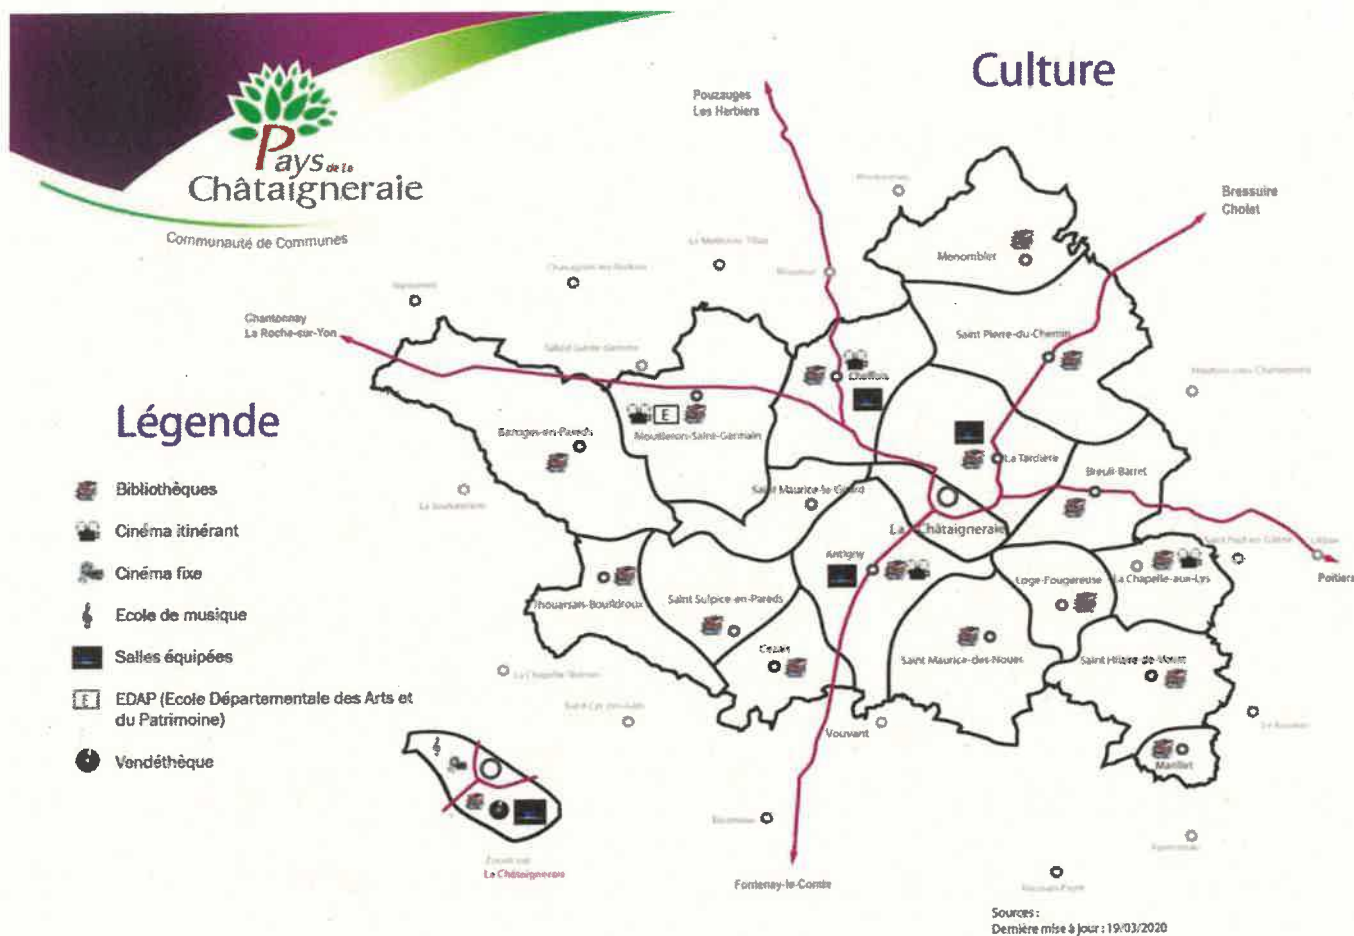 Culture
Pays de la
Châtaigneraie
Communauté de Communes
Pouzauges
Les Herbiers
Bressuire
Cholet
Menomblet
Chantonnay
La Roche-sur-Yon
Saint Pierre-du-Chemin
Cheffois
Légende
Bibliothèques
Cinéma itinérant
Cinéma fixe
Ecole de musique
Salles équipées
E
EDAP (Ecole Départementale des Arts et
du Patrimoine)
Vendéthèque
E
Mouilleron-Saint-Germain
Bazoges-en-Pareds
La Tardière
Breuil-Barret
Saint Maurice-le-Girard
La Châtaigneraie
Antigny
Poitiers
Loge-Fougereuse
La Chapelle-aux-Lys
Thouarsais-Bouildroux
Saint Sulpice-en-Pareds
Cezais
Saint Maurice-des-Noues
Saint Hilaire-de-Voust
Vouvant
Marillet
Zoom sur
La Châtaigneraie
Fontenay-le-Comte
Sources :
Dernière mise à jour : 19/03/2020